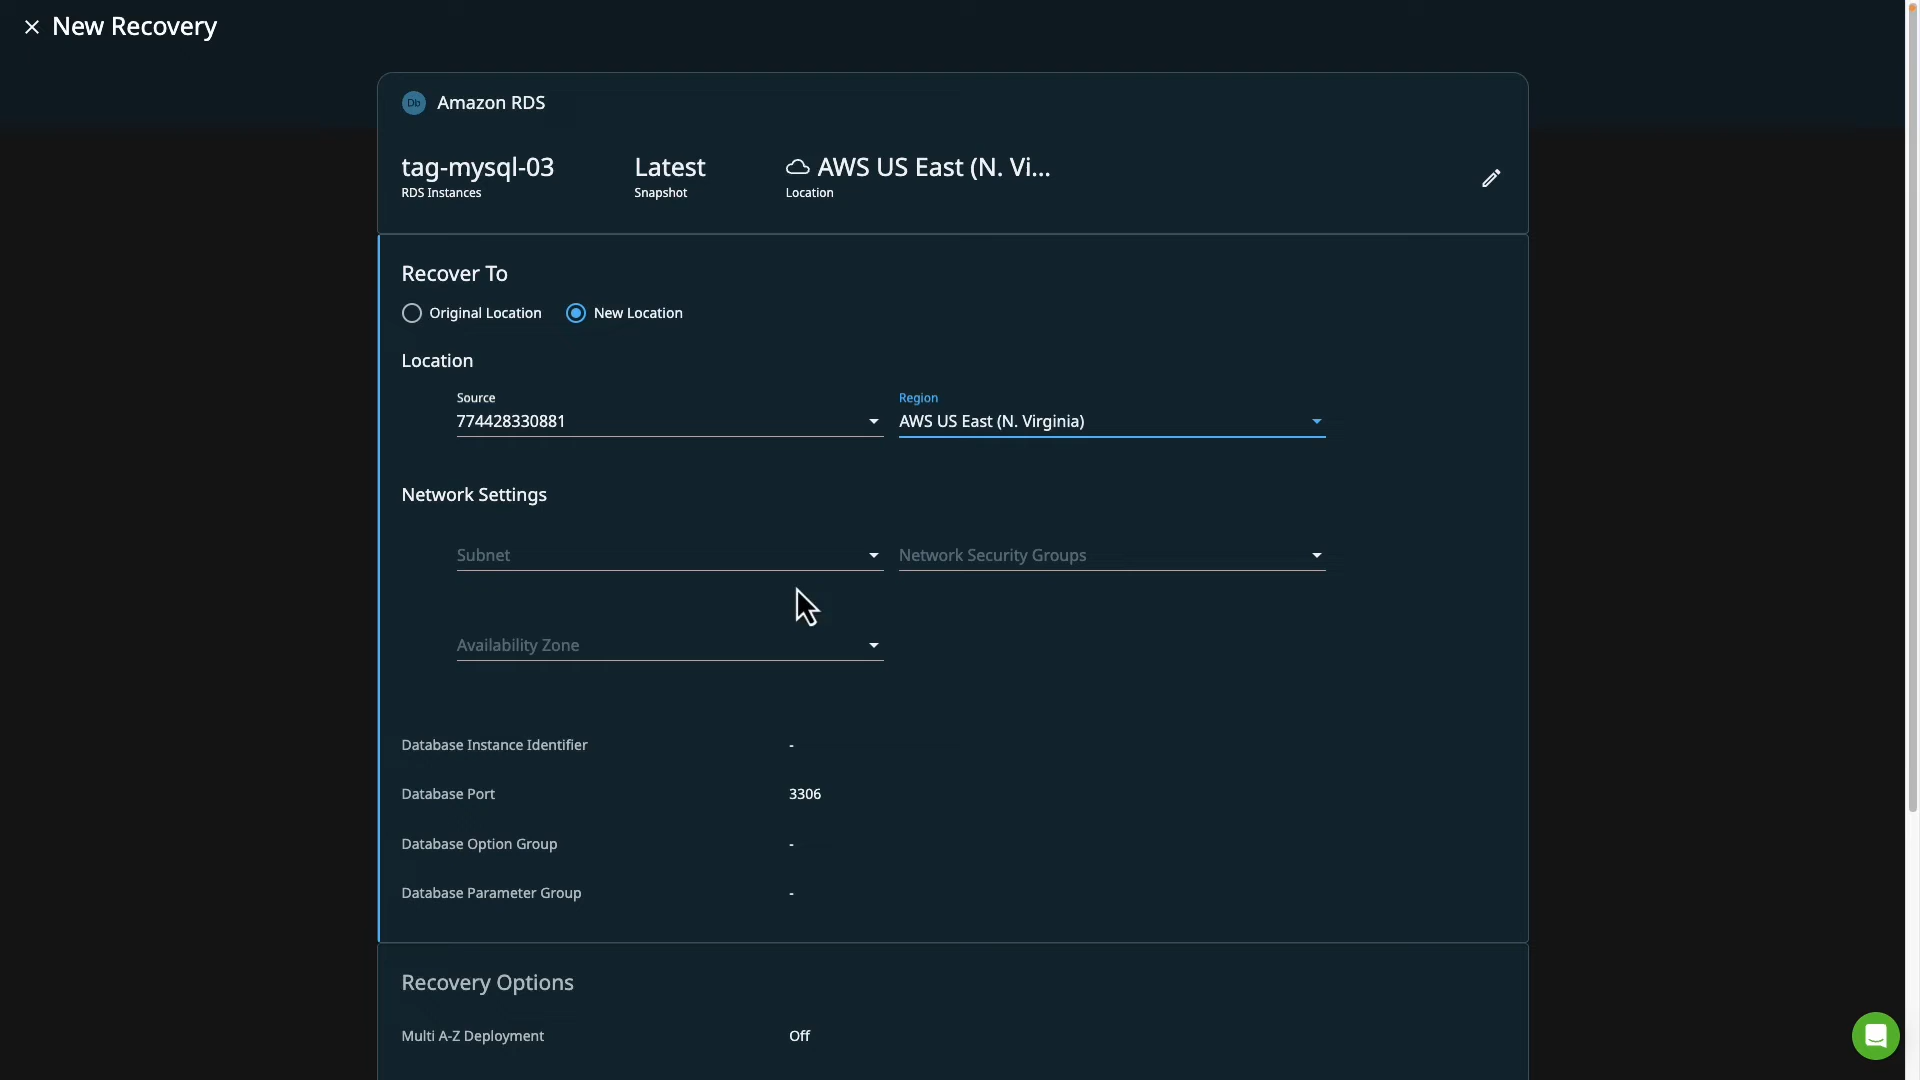 New Recovery
Db Amazon RDS
tag-mysql-03 Latest AWS US East (N. Vi...
RDS Instances Snapshot Location
Recover To
Original Location New Location
Location
Source Region
774428330881 AWS US East (N. Virginia)
Network Settings
Subnet Network Security Groups
Availability Zone
Database Instance Identifier -
Database Port 3306
Database Option Group -
Database Parameter Group -
Recovery Options
Multi A-Z Deployment Off